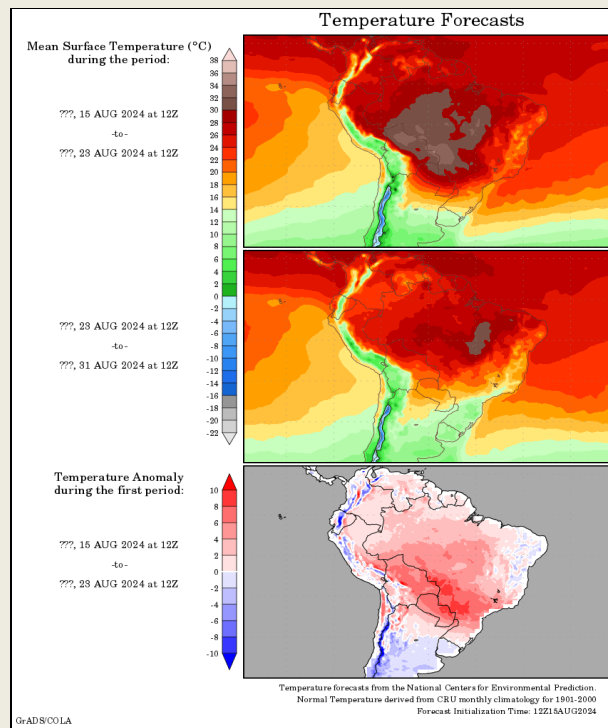 Temperature Forecasts
Mean Surface Temperature (°C)
during the period:
???, 15 AUG 2024 at 12Z
-to-
???, 23 AUG 2024 at 12Z
38
36
34
32
30
28
26
24
22
20
18
16
14
12
10
8
6
4
2
0
-2
-4
-6
-8
-10
-12
-14
-16
-18
-20
-22
???, 23 AUG 2024 at 12Z
-to-
???, 31 AUG 2024 at 12Z
Temperature Anomaly
during the first period:
???, 15 AUG 2024 at 12Z
-to-
???, 23 AUG 2024 at 12Z
10
8
6
4
2
0
-2
-4
-6
-8
-10
Temperature forecasts from the National Centers for Environmental Prediction.
Normal Temperature derived from CRU monthly climatology for 1901-2000
Forecast Initialization Time: 12Z15AUG2024
GrADS/COLA